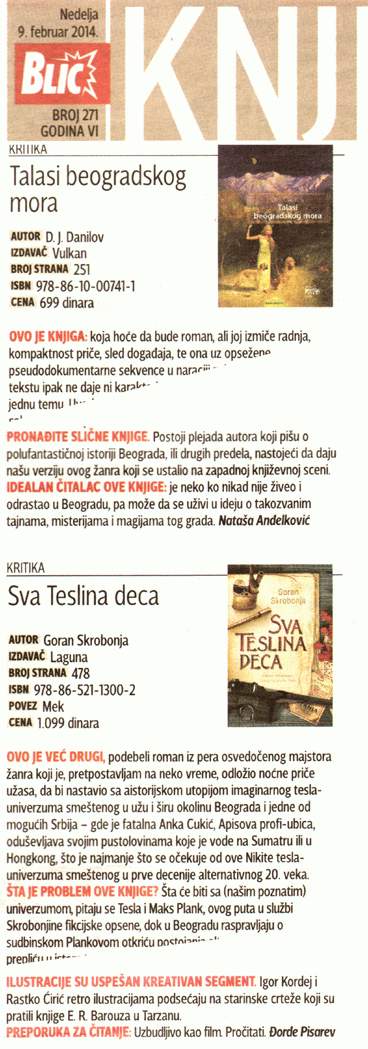 Nedelja
9. februar 2014.
BLIC
BROJ 271
GODINA VI
KNJ
KRITIKA
Talasi beogradskog
mora
AUTOR D. J. Danilov
IZDAVAČ Vulkan
BROJ STRANA 251
ISBN 978-86-10-00741-1
CENA 699 dinara
Talasi
beogradskog mora
OVO JE KNJIGA: koja hoće da bude roman, ali joj izmiče radnja,
kompaktnost priče, sled događaja, te ona uz opsežene
pseudodokumentarne sekvence u
tekstu ipak ne daje ni
jednu temu
PRONAĐITE SLIČNE KNJIGE. Postoji plejada autora koji pišu o
polufantastičnoj istoriji Beograda, ili drugih predela, nastojeći da daju
našu verziju ovog žanra koji se ustalio na zapadnoj književnoj sceni.
IDEALAN ČITALAC OVE KNJIGE: je neko ko nikad nije živeo i
odrastao u Beogradu, pa može da se uživi u ideju o takozvanim
tajnama, misterijama i magijama tog grada. Nataša Anđelković
KRITIKA
Sva Teslina deca
AUTOR Goran Skrobonja
IZDAVAČ Laguna
BROJ STRANA 478
ISBN 978-86-521-1300-2
POVEZ Mek
CENA 1.099 dinara
Goran
Skrobonja
SVA
TESLINA
DECA
OVO JE VEĆ DRUGI, podebeli roman iz pera osvedočenog majstora
žanra koji je, pretpostavljam na neko vreme, odložio noćne priče
užasa, da bi nastavio sa aistorijskom utopijom imaginarnog tesla-
univerzuma smeštenog u užu i širu okolinu Beograda i jedne od
mogućih Srbija – gde je fatalna Anka Cukić, Apisova profi-ubica,
oduševljava svojim pustolovinama koje je vode na Sumatru ili u
Hongkong, što je najmanje što se očekuje od ove Nikite tesla-
univerzuma smeštenog u prve decenije alternativnog 20. veka.
ŠTA JE PROBLEM OVE KNJIGE? Šta će biti sa (našim poznatim)
univerzumom, pitaju se Tesla i Maks Plank, ovog puta u službi
Skrobonjine fikcijske opsene, dok u Beogradu raspravljaju o
sudbinskom Plankovom otkriću
prepliću u
ILUSTRACIJE SU USPEŠAN KREATIVAN SEGMENT. Igor Kordej i
Rastko Ćirić retro ilustracijama podsećaju na starinske crteže koji su
pratili knjige E. R. Barouza u Tarzanu.
PREPORUKA ZA ČITANJE: Uzbudljivo kao film. Pročitati. Đorđe Pisarev